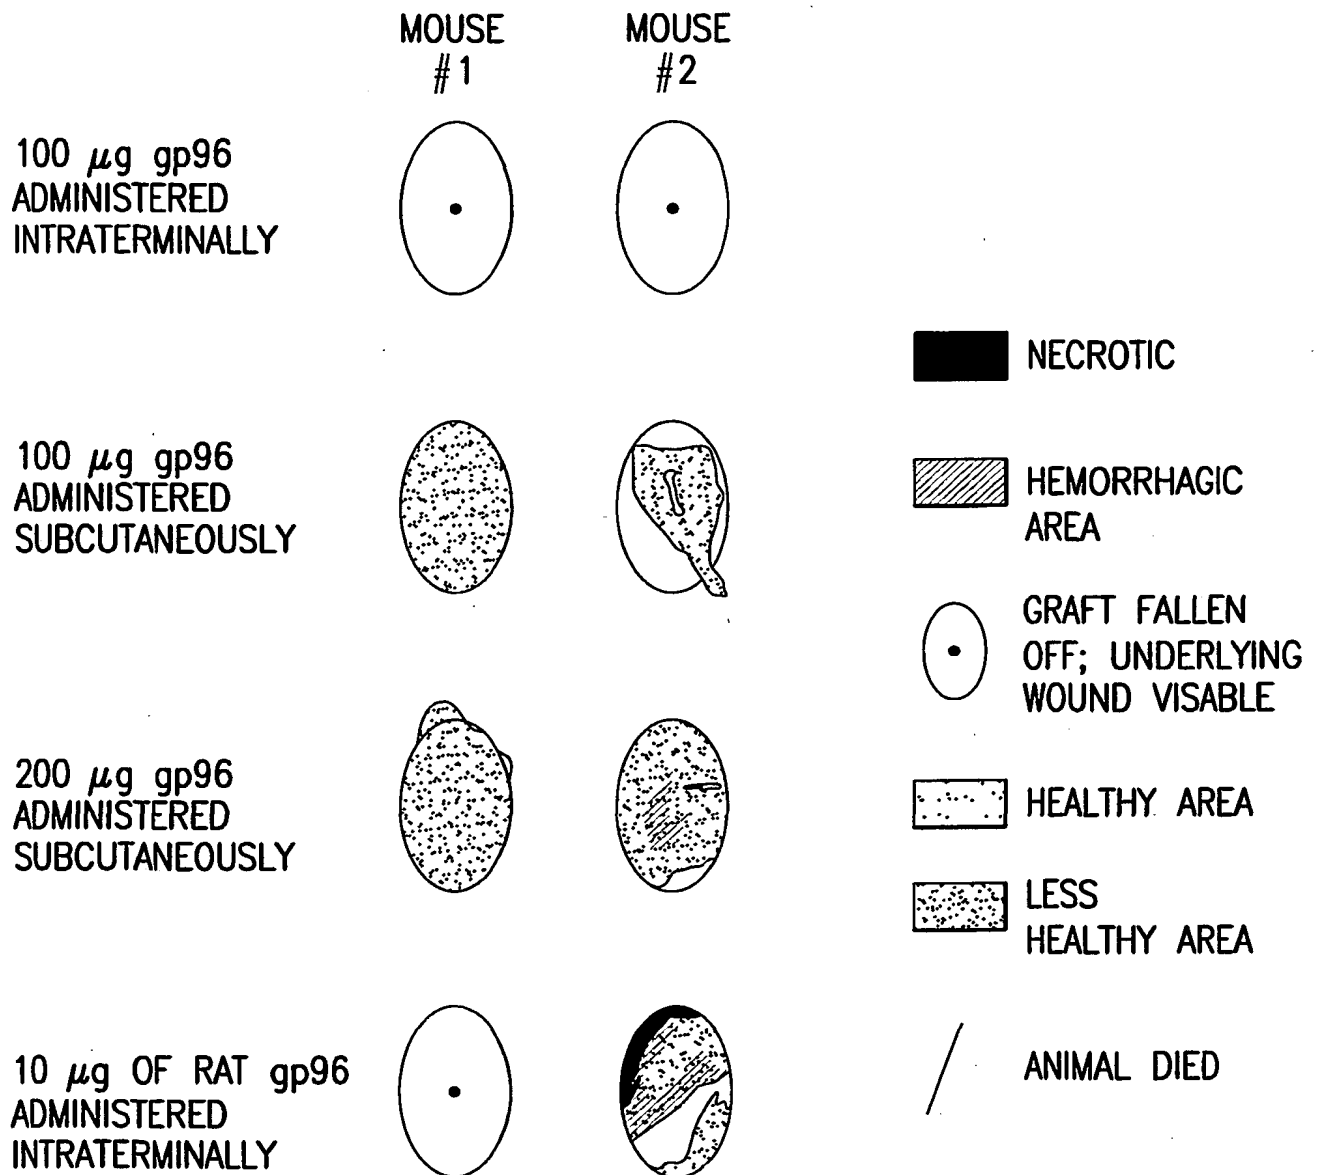 MOUSE
#1
MOUSE
#2
100 μg gp96
ADMINISTERED
INTRATERMINALLY
100 μg gp96
ADMINISTERED
SUBCUTANEOUSLY
200 μg gp96
ADMINISTERED
SUBCUTANEOUSLY
10 μg OF RAT gp96
ADMINISTERED
INTRATERMINALLY
NECROTIC
HEMORRHAGIC
AREA
GRAFT FALLEN
OFF; UNDERLYING
WOUND VISABLE
HEALTHY AREA
LESS
HEALTHY AREA
ANIMAL DIED